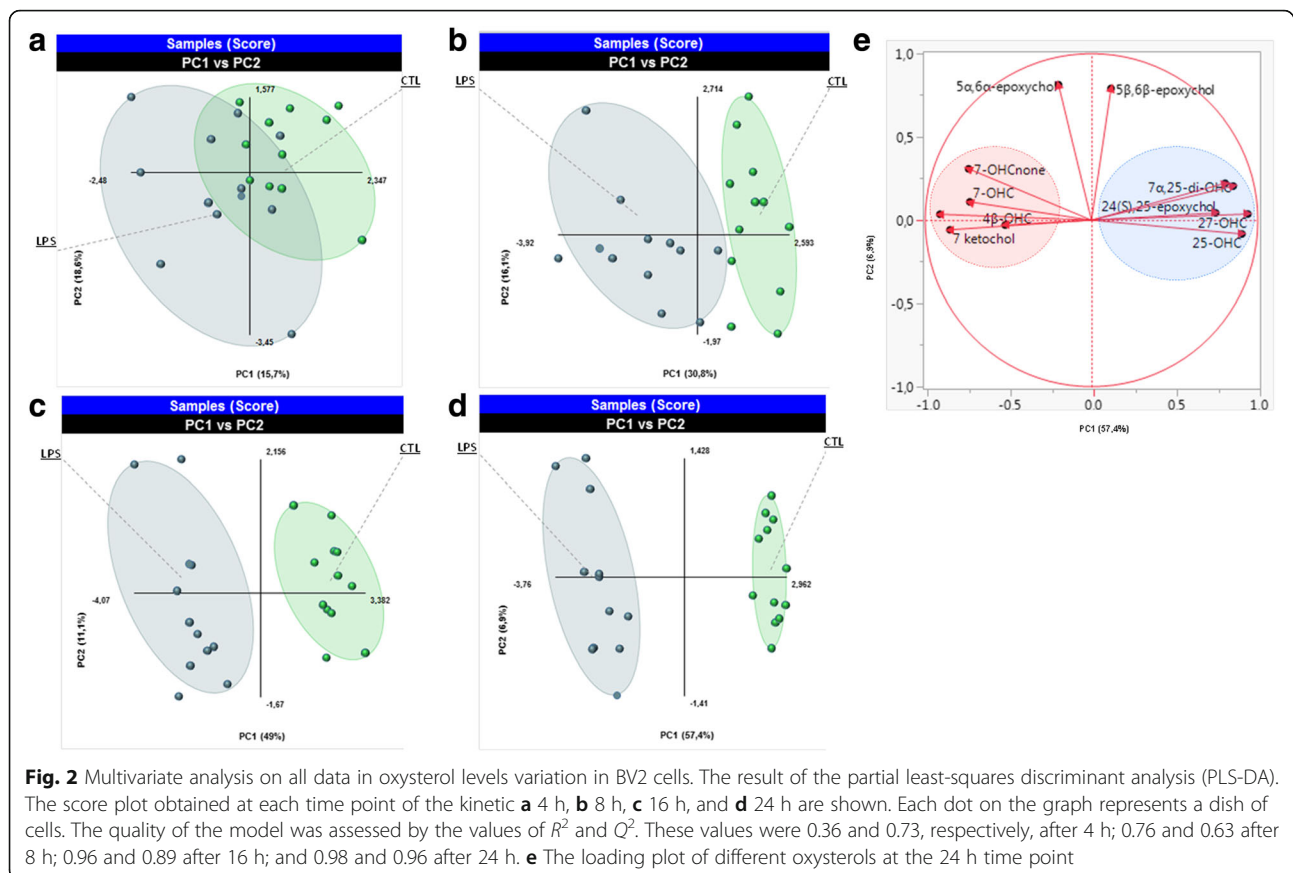 a
Samples (Score)
PC1 vs PC2
CTL
1,577
-2,48
2,347
LPS
-3,45
PC2 (18,6%)
PC1 (15,7%)
b
Samples (Score)
PC1 vs PC2
LPS
CTL
2,714
-3,92
2,593
-1,97
PC2 (16,1%)
PC1 (30,8%)
c
Samples (Score)
PC1 vs PC2
LPS
CTL
2,156
-4,07
3,382
-1,67
PC2 (11,1%)
PC1 (49%)
d
Samples (Score)
PC1 vs PC2
LPS
CTL
1,428
-3,76
2,962
-1,41
PC2 (6,9%)
PC1 (57,4%)
e
1,0
5α,6α-epoxychol
5β,6β-epoxychol
0,5
7-OHCnone
7-OHC
7α,25-di-OHC
24(S),25-epoxychol
0,0
4β-OHC
27-OHC
7 ketochol
25-OHC
-0,5
-1,0
-1.0 -0.5 0.0 0.5 1.0
PC2 (6,9%)
PC1 (57,4%)
Fig. 2 Multivariate analysis on all data in oxysterol levels variation in BV2 cells. The result of the partial least-squares discriminant analysis (PLS-DA).
The score plot obtained at each time point of the kinetic a 4 h, b 8 h, c 16 h, and d 24 h are shown. Each dot on the graph represents a dish of
cells. The quality of the model was assessed by the values of R² and Q². These values were 0.36 and 0.73, respectively, after 4 h; 0.76 and 0.63 after
8 h; 0.96 and 0.89 after 16 h; and 0.98 and 0.96 after 24 h. e The loading plot of different oxysterols at the 24 h time point